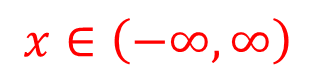 𝑥 ∈ (−∞, ∞)